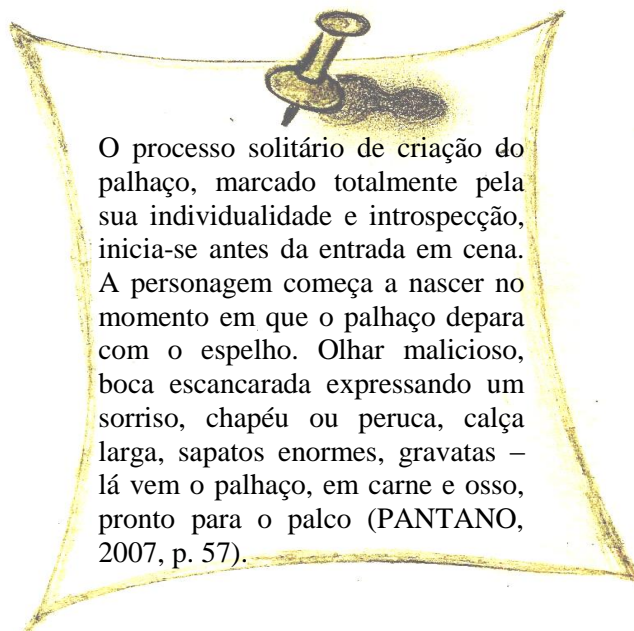 O processo solitário de criação do
palhaço, marcado totalmente pela
sua individualidade e introspecção,
inicia-se antes da entrada em cena.
A personagem começa a nascer no
momento em que o palhaço depara
com o espelho. Olhar malicioso,
boca escancarada expressando um
sorriso, chapéu ou peruca, calça
larga, sapatos enormes, gravatas –
lá vem o palhaço, em carne e osso,
pronto para o palco (PANTANO,
2007, p. 57).